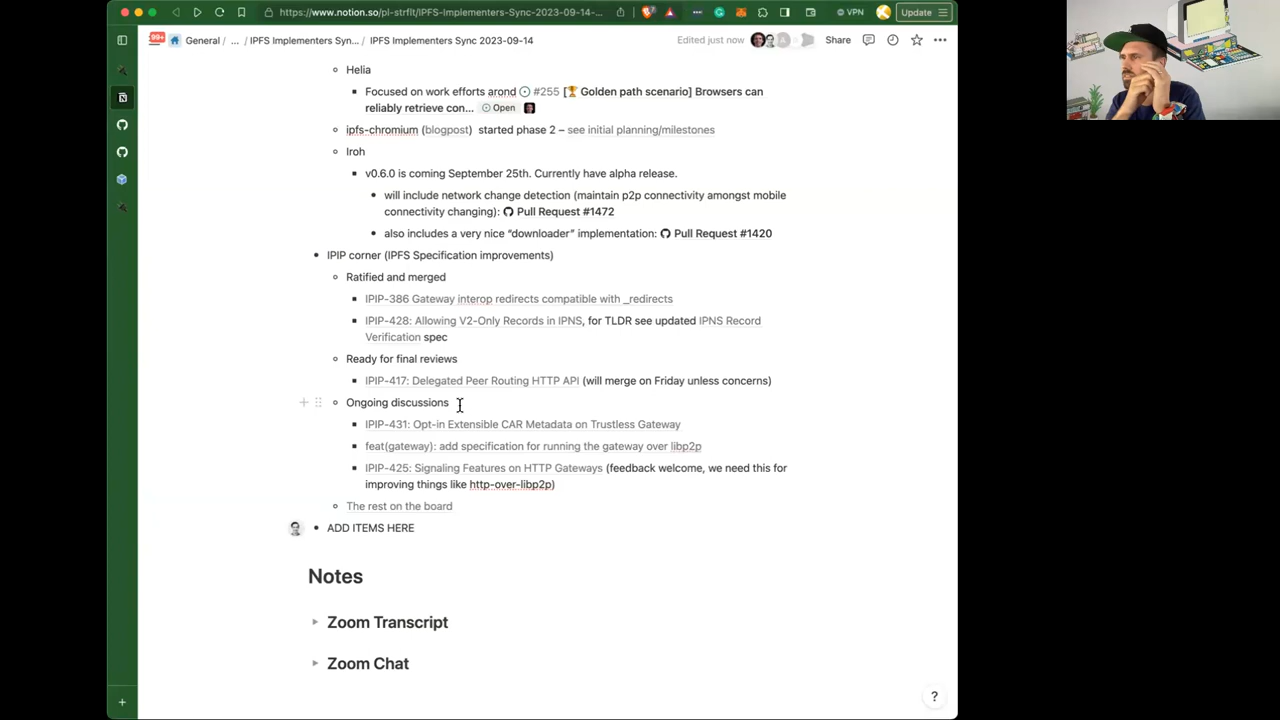 https://www.notion.so/pl-strflt/IPFS-Implementers-Sync-2023-09-14-...
VPN
Update
99+
General / ... / IPFS Implementers Syn... / IPFS Implementers Sync 2023-09-14
Edited just now
Share
Helia
Focused on work efforts arond #255 [🏆 Golden path scenario] Browsers can
reliably retrieve con... Open
ipfs-chromium (blogpost) started phase 2 – see initial planning/milestones
Iroh
v0.6.0 is coming September 25th. Currently have alpha release.
will include network change detection (maintain p2p connectivity amongst mobile
connectivity changing): Pull Request #1472
also includes a very nice “downloader” implementation: Pull Request #1420
IPIP corner (IPFS Specification improvements)
Ratified and merged
IPIP-386 Gateway interop redirects compatible with _redirects
IPIP-428: Allowing V2-Only Records in IPNS, for TLDR see updated IPNS Record
Verification spec
Ready for final reviews
IPIP-417: Delegated Peer Routing HTTP API (will merge on Friday unless concerns)
Ongoing discussions
IPIP-431: Opt-in Extensible CAR Metadata on Trustless Gateway
feat(gateway): add specification for running the gateway over libp2p
IPIP-425: Signaling Features on HTTP Gateways (feedback welcome, we need this for
improving things like http-over-libp2p)
The rest on the board
ADD ITEMS HERE
Notes
Zoom Transcript
Zoom Chat
?